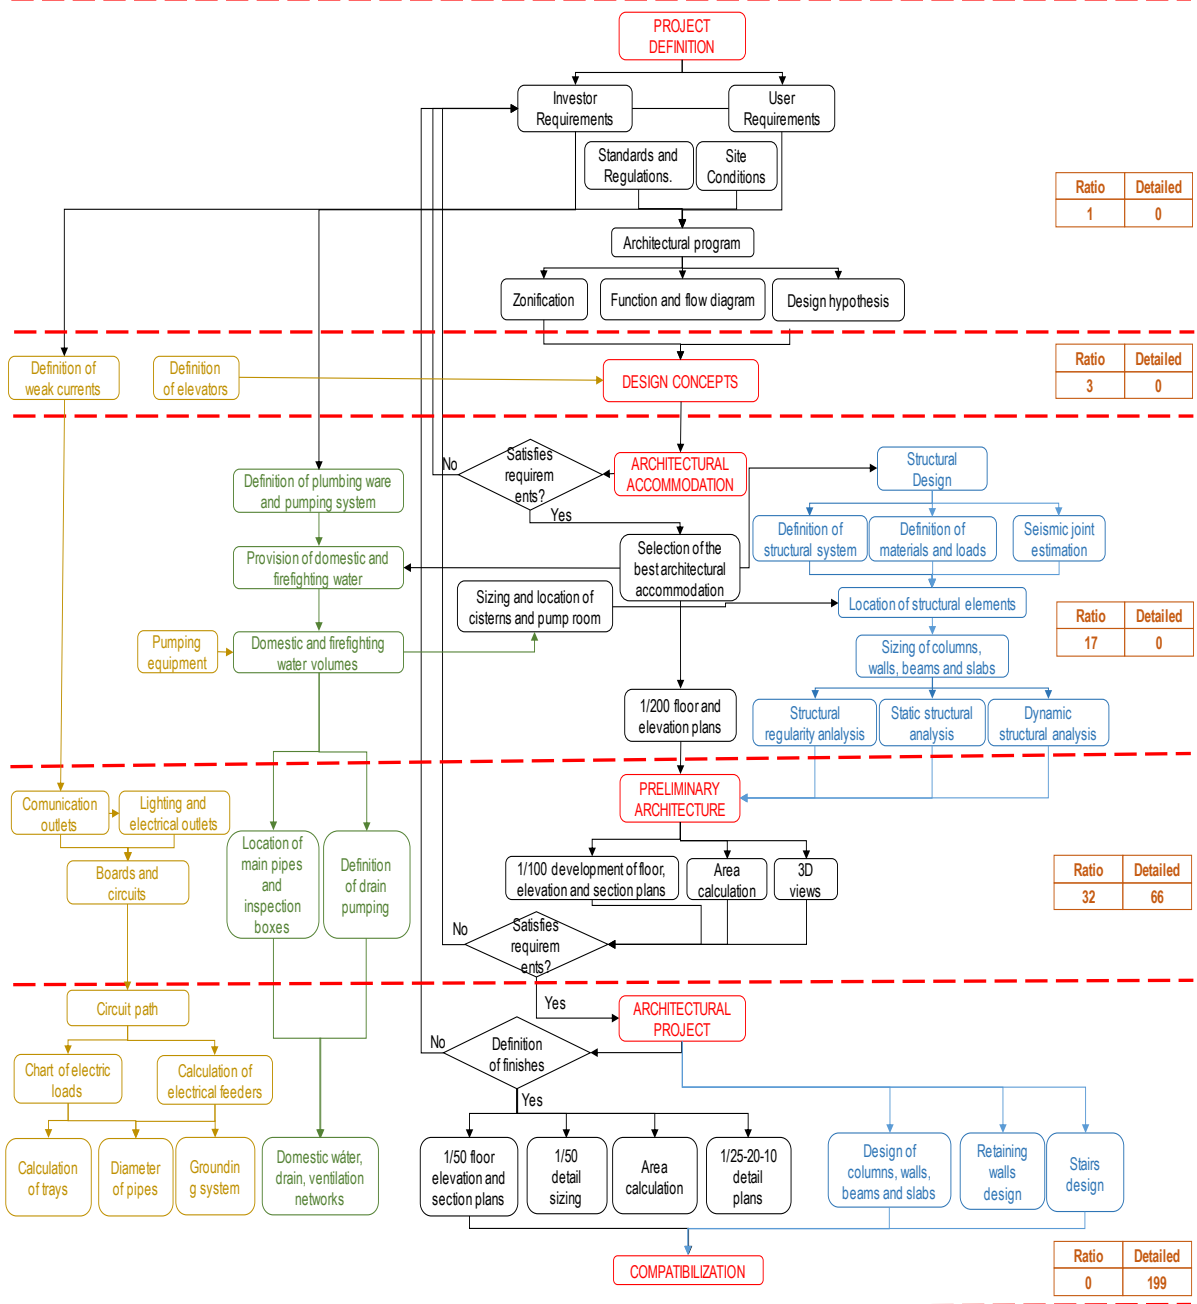 PROJECT
DEFINITION
Investor
Requirements
User
Requirements
Standards and
Regulations.
Site
Conditions
Ratio Detailed
1 0
Architectural program
Zonification
Function and flow diagram
Design hypothesis
Definition of
weak currents
Definition
of elevators
DESIGN CONCEPTS
Ratio Detailed
3 0
No
Satisfies
requirem
ents?
Yes
ARCHITECTURAL
ACCOMMODATION
Structural
Design
Definition of plumbing ware
and pumping system
Definition of
structural system
Definition of
materials and loads
Seismic joint
estimation
Provision of domestic and
firefighting water
Selection of the
best architectural
accommodation
Sizing and location of
cisterns and pump room
Location of structural elements
Ratio Detailed
17 0
Pumping
equipment
Domestic and firefighting
water volumes
Sizing of columns,
walls, beams and slabs
1/200 floor and
elevation plans
Structural
regularity analalysis
Static structural
analysis
Dynamic
structural analysis
PRELIMINARY
ARCHITECTURE
Comunication
outlets
Lighting and
electrical outlets
Location of
main pipes
and
inspection
boxes
Definition
of drain
pumping
Boards and
circuits
1/100 development of floor,
elevation and section plans
Area
calculation
3D
views
Ratio Detailed
32 66
No
Satisfies
requirem
ents?
Yes
Circuit path
ARCHITECTURAL
PROJECT
No
Definition
of finishes
Yes
Chart of electric
loads
Calculation of
electrical feeders
Calculation
of trays
Diameter
of pipes
Groundin
g system
Domestic wáter,
drain, ventilation
networks
1/50 floor
elevation and
section plans
1/50
detail
sizing
Area
calculation
1/25-20-10
detail
plans
Design of
columns, walls,
beams and slabs
Retaining
walls
design
Stairs
design
COMPATIBILIZATION
Ratio Detailed
0 199